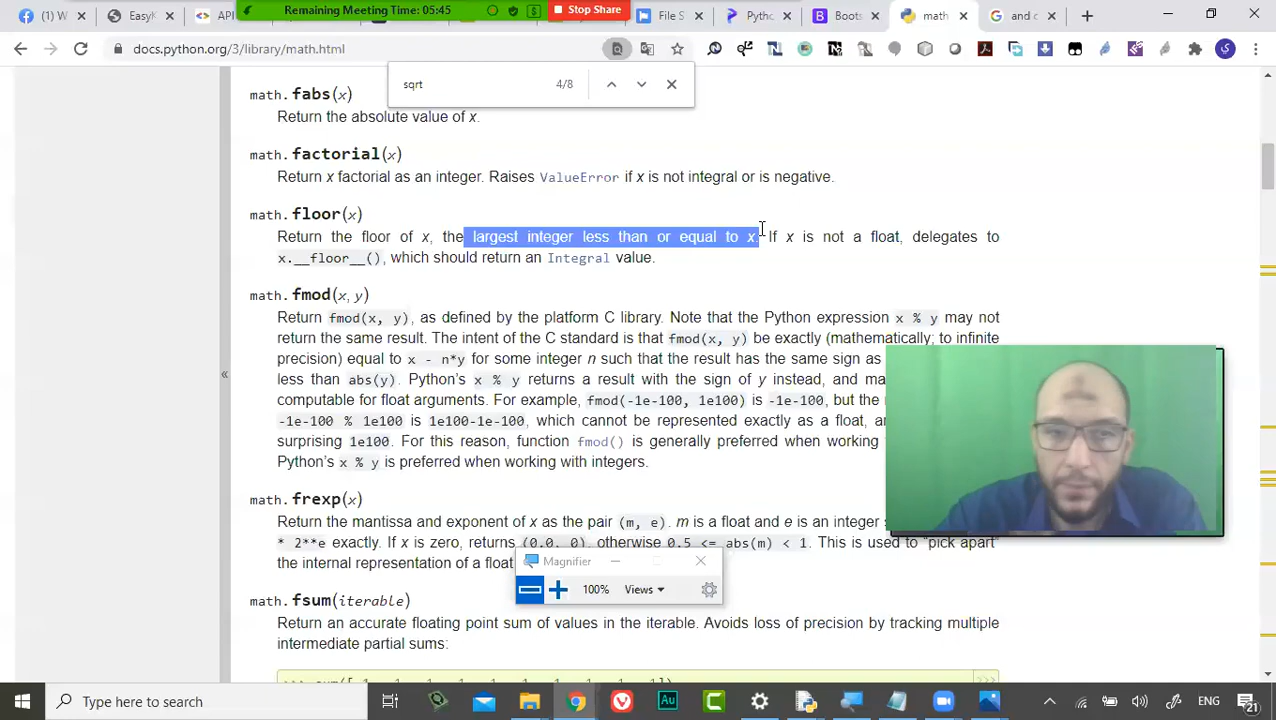 Remaining Meeting Time: 05:45
Stop Share
Easyk
API
File S
Pytho
Boots
math
and c
docs.python.org/3/library/math.html
sqrt
4/8
math.fabs(x)
Return the absolute value of x.
math.factorial(x)
Return x factorial as an integer. Raises ValueError if x is not integral or is negative.
math.floor(x)
Return the floor of x, the largest integer less than or equal to x. If x is not a float, delegates to
x.__floor__(), which should return an Integral value.
math.fmod(x, y)
Return fmod(x, y), as defined by the platform C library. Note that the Python expression x % y may not
return the same result. The intent of the C standard is that fmod(x, y) be exactly (mathematically; to infinite
precision) equal to x - n*y for some integer n such that the result has the same sign as
less than abs(y). Python's x % y returns a result with the sign of y instead, and ma
computable for float arguments. For example, fmod(-1e-100, 1e100) is -1e-100, but the
-1e-100 % 1e100 is 1e100-1e-100, which cannot be represented exactly as a float, an
surprising 1e100. For this reason, function fmod() is generally preferred when working
Python's x % y is preferred when working with integers.
math.frexp(x)
Return the mantissa and exponent of x as the pair (m, e). m is a float and e is an integer
* 2**e exactly. If x is zero, returns (0.0, 0), otherwise 0.5 <= abs(m) < 1. This is used to "pick apart"
the internal representation of a float
Magnifier
100%
Views
math.fsum(iterable)
Return an accurate floating point sum of values in the iterable. Avoids loss of precision by tracking multiple
intermediate partial sums:
Type here to search
ENG
21